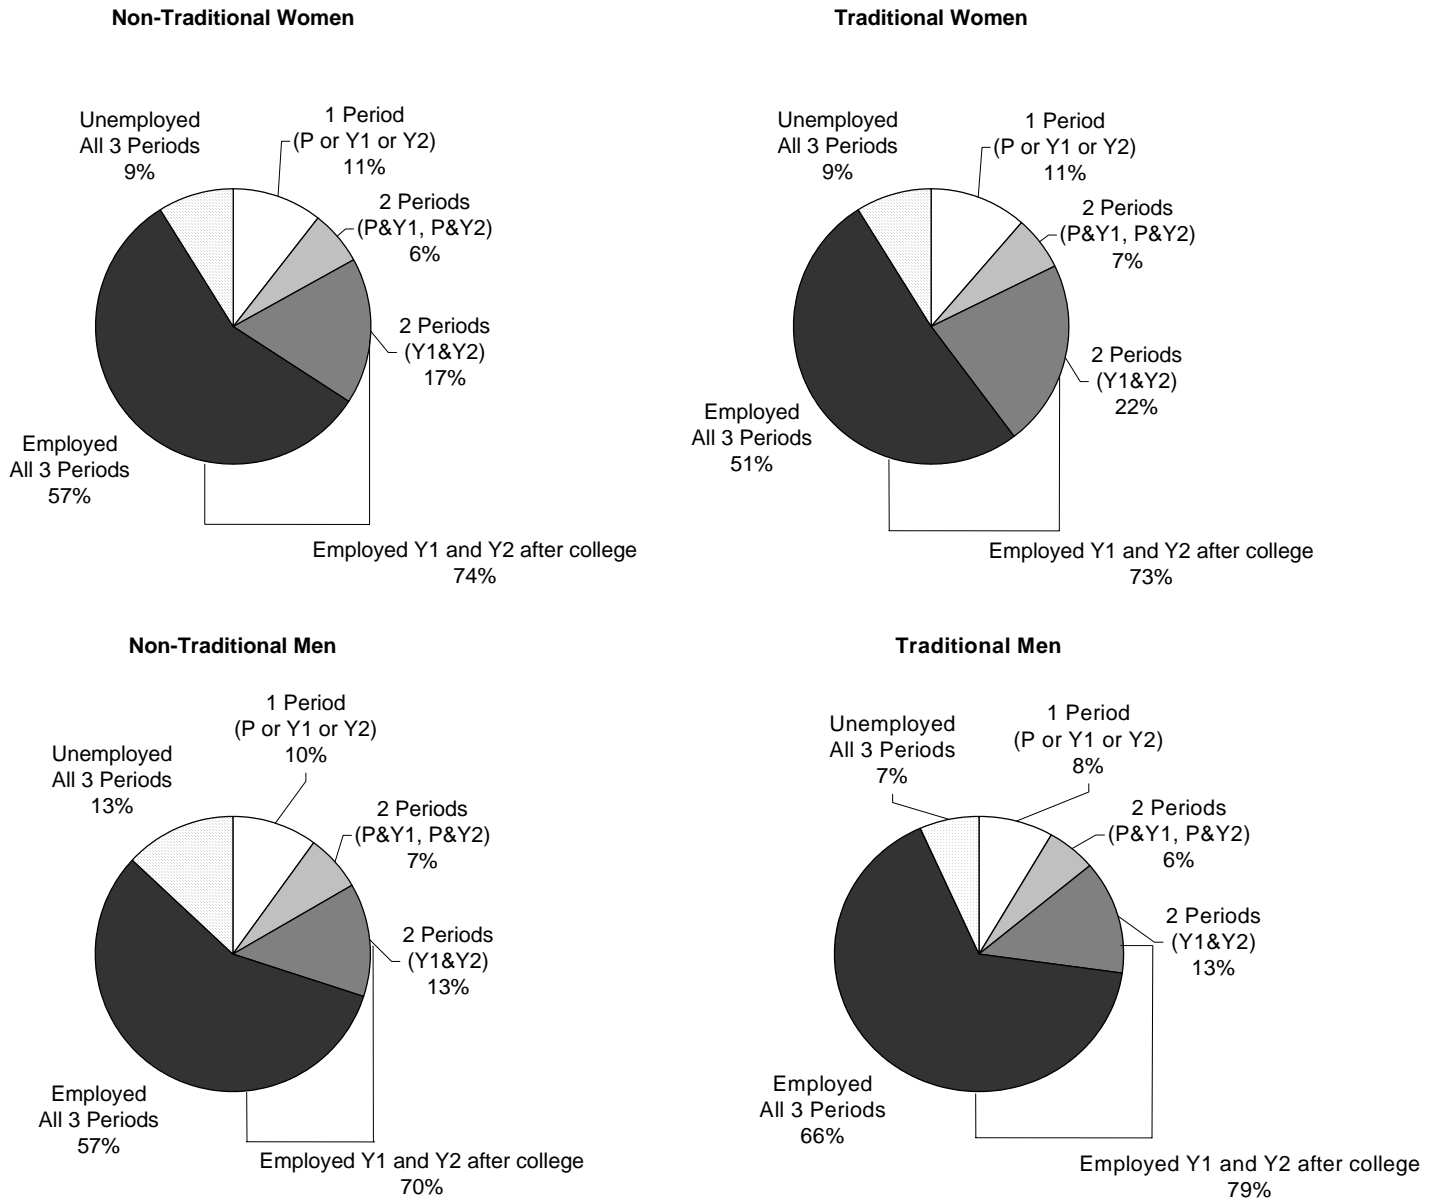 Non-Traditional Women
Unemployed
All 3 Periods
9%
1 Period
(P or Y1 or Y2)
11%
2 Periods
(P&Y1, P&Y2)
6%
2 Periods
(Y1&Y2)
17%
Employed
All 3 Periods
57%
Employed Y1 and Y2 after college
74%
Traditional Women
Unemployed
All 3 Periods
9%
1 Period
(P or Y1 or Y2)
11%
2 Periods
(P&Y1, P&Y2)
7%
2 Periods
(Y1&Y2)
22%
Employed
All 3 Periods
51%
Employed Y1 and Y2 after college
73%
Non-Traditional Men
1 Period
(P or Y1 or Y2)
10%
Unemployed
All 3 Periods
13%
2 Periods
(P&Y1, P&Y2)
7%
2 Periods
(Y1&Y2)
13%
Employed
All 3 Periods
57%
Employed Y1 and Y2 after college
70%
Traditional Men
Unemployed
All 3 Periods
7%
1 Period
(P or Y1 or Y2)
8%
2 Periods
(P&Y1, P&Y2)
6%
2 Periods
(Y1&Y2)
13%
Employed
All 3 Periods
66%
Employed Y1 and Y2 after college
79%